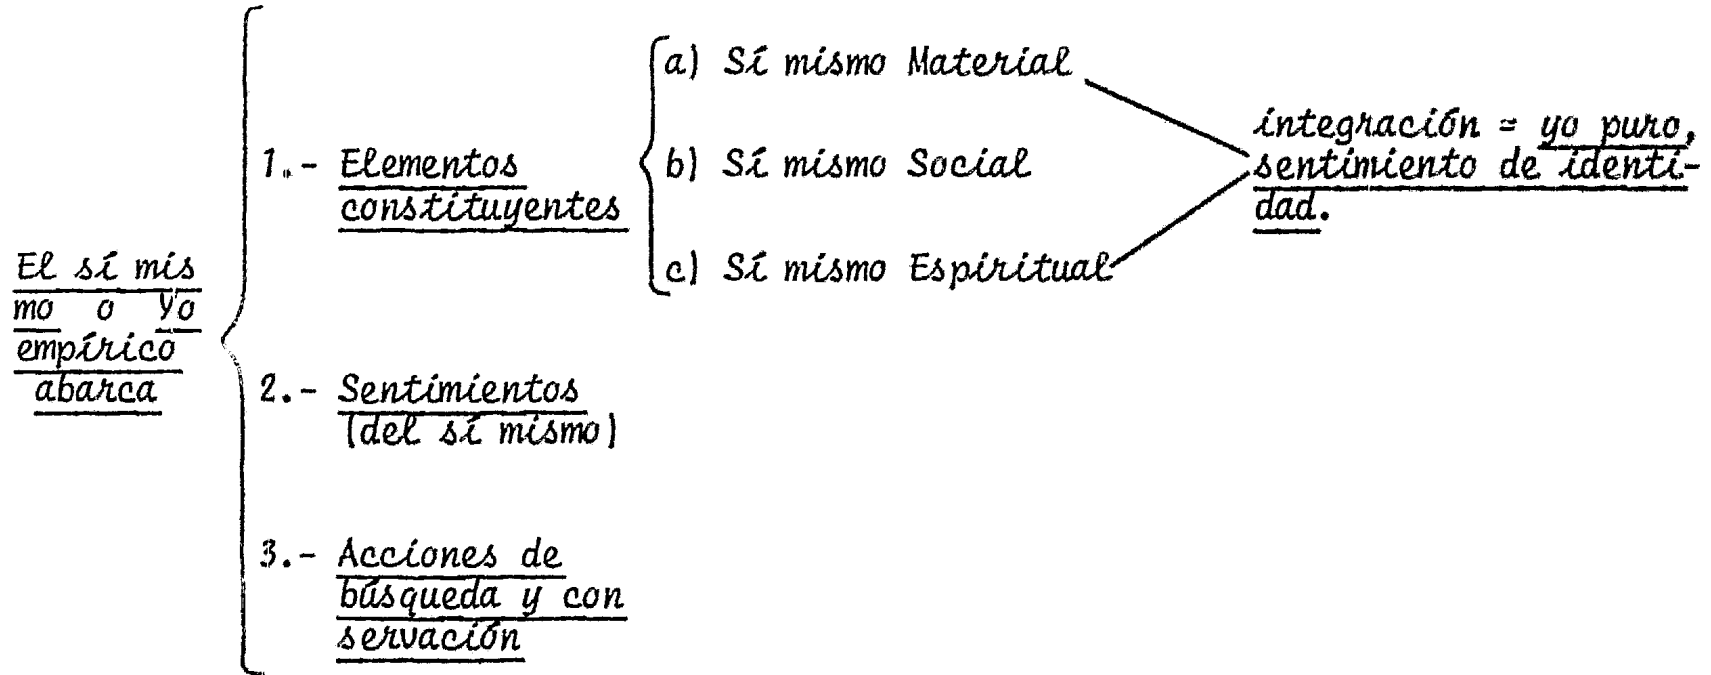 El sí mis
mo o Yo
empírico
abarca
1.- Elementos
constituyentes
a) Sí mismo Material
b) Sí mismo Social
c) Sí mismo Espiritual
integración = yo puro,
sentimiento de identi-
dad.
2.- Sentimientos
(del sí mismo)
3.- Acciones de
búsqueda y con
servación